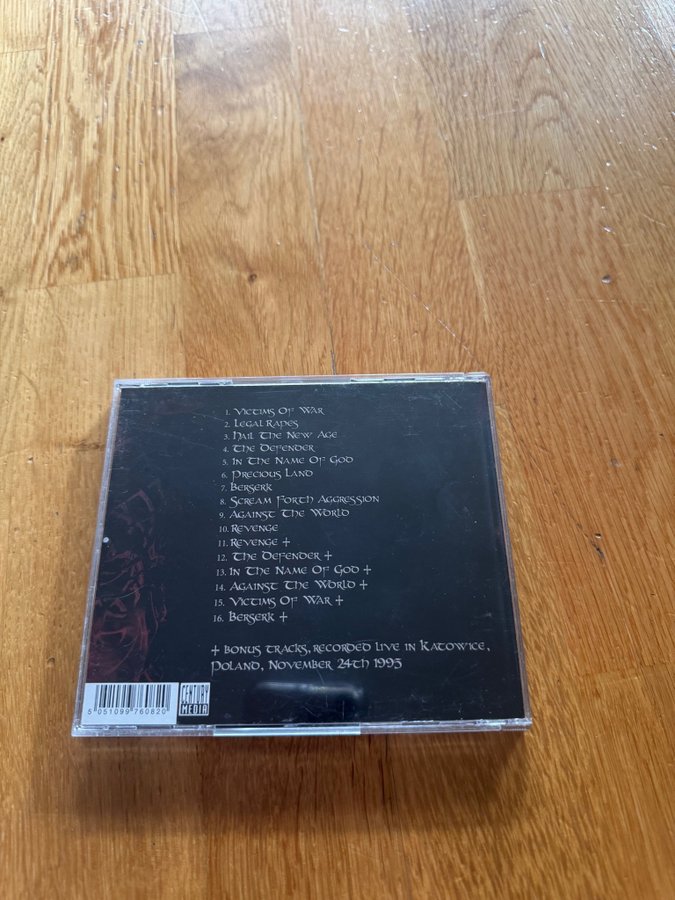 1. Victims Of War
2. Legal Rapes
3. Hail The New Age
4. The Defender
5. In The Name Of God
6. Precious Land
7. Berserk
8. Scream Forth Aggression
9. Against The World
10. Revenge
11. Revenge ✝
12. The Defender ✝
13. In The Name Of God ✝
14. Against The World ✝
15. Victims Of War ✝
16. Berserk ✝
✝ bonus tracks, recorded live in Katowice,
Poland, November 24th 1995
5 051099 760820
CENTURY
MEDIA